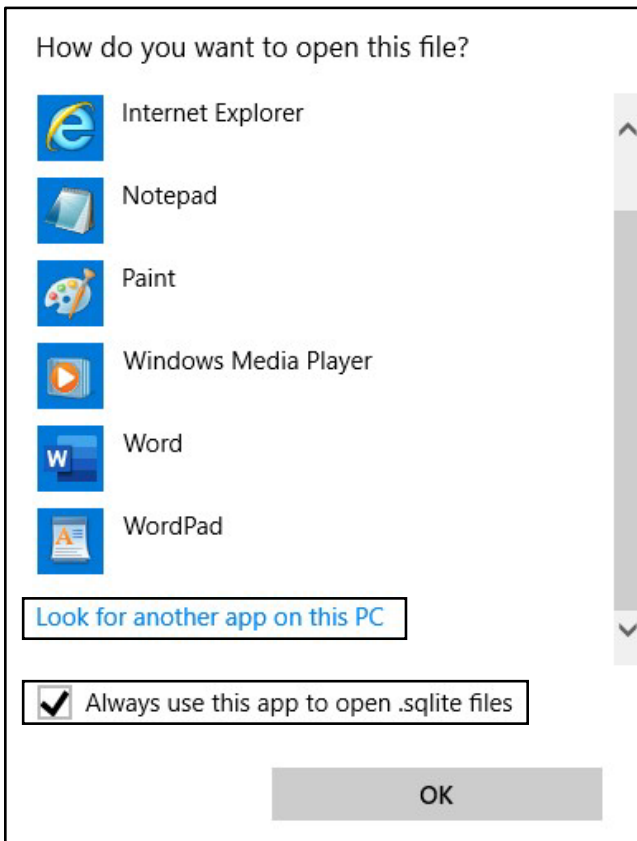 How do you want to open this file?
Internet Explorer
Notepad
Paint
Windows Media Player
W Word
A WordPad
Look for another app on this PC
Always use this app to open .sqlite files
OK